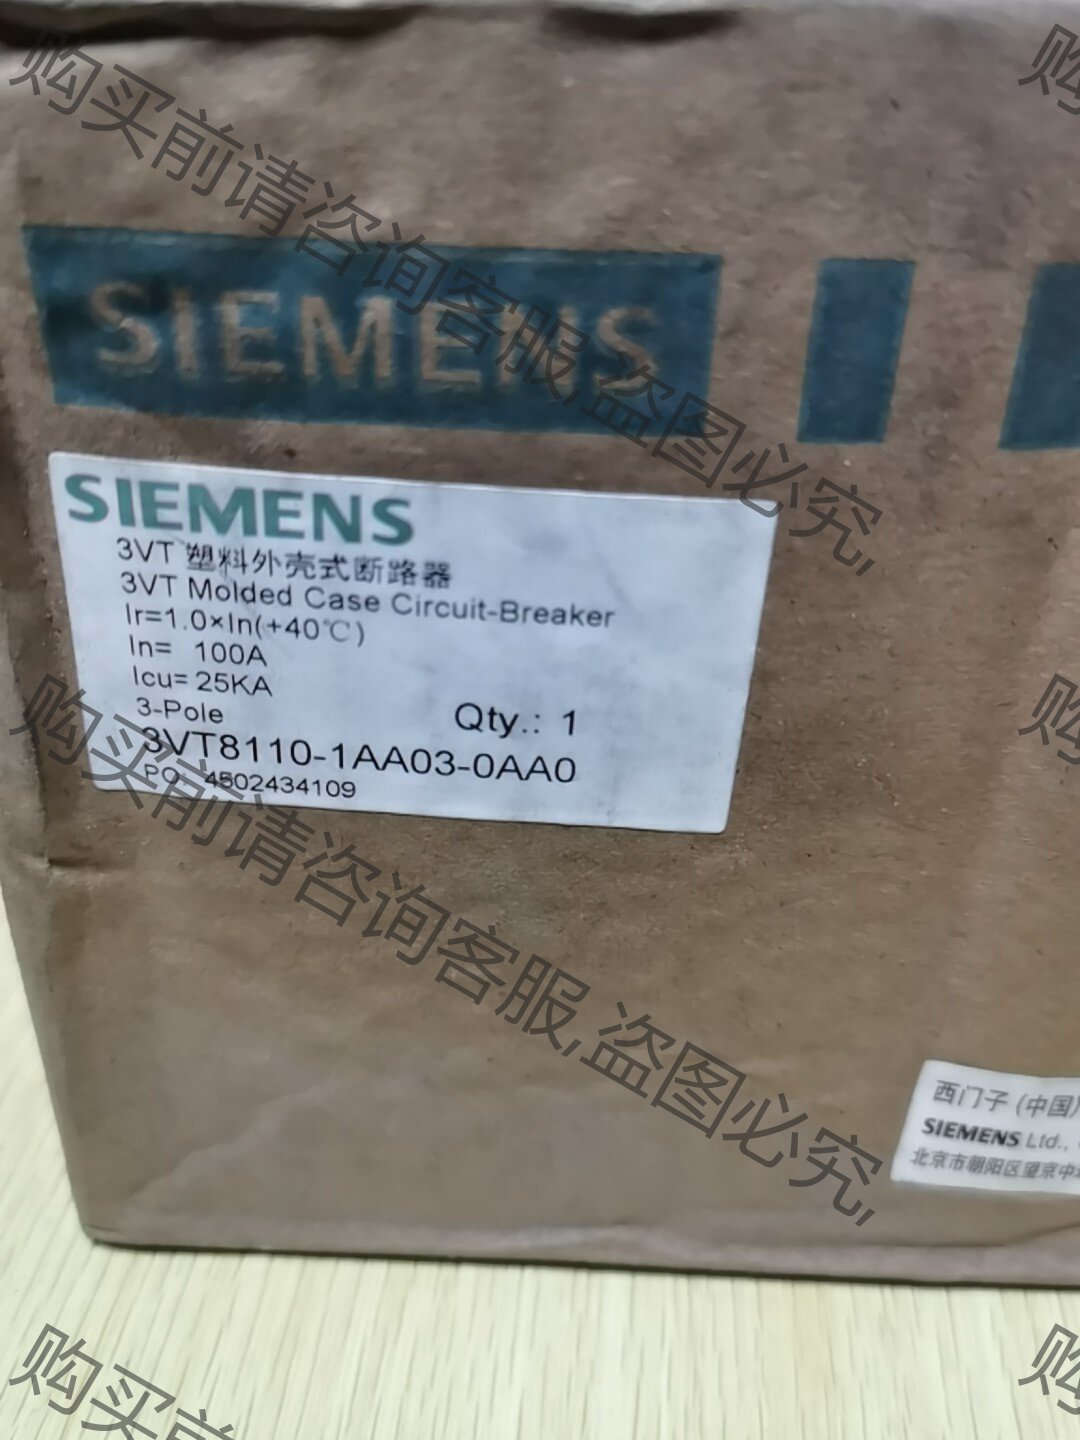 购买前请咨询客服,盗图必究,
购
SIEMENS
SIEMENS
3VT 塑料外壳式断路器
3VT Molded Case Circuit-Breaker
Ir=1.0×In(+40℃)
In= 100A
Icu= 25KA
3-Pole
Qty.: 1
3VT8110-1AA03-0AA0
PO: 4502434109
购买前请咨询客服,盗图必究,
购
西门子 (中国)
SIEMENS Ltd.,
北京市朝阳区望京中
购买前
购